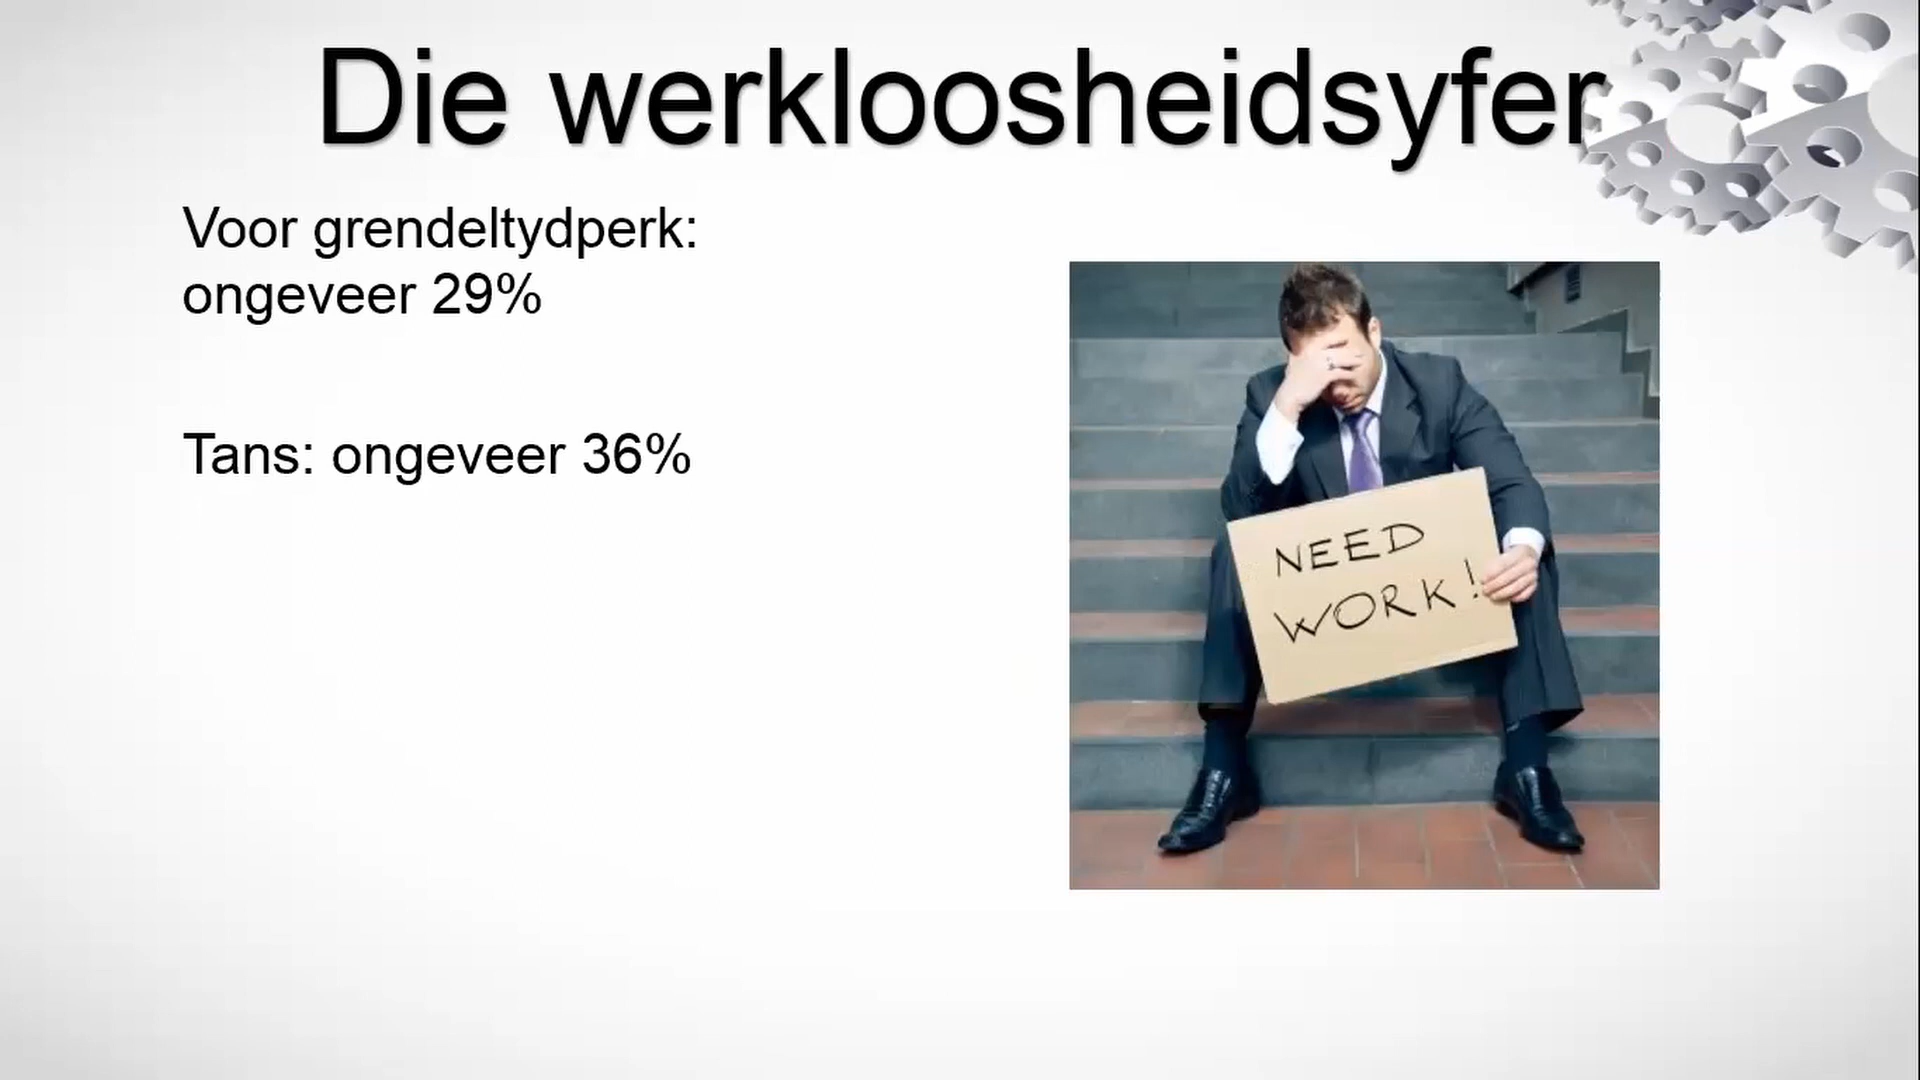 Die werkloosheidsyfer
Voor grendeltydperk:
ongeveer 29%
Tans: ongeveer 36%
NEED
WORK!